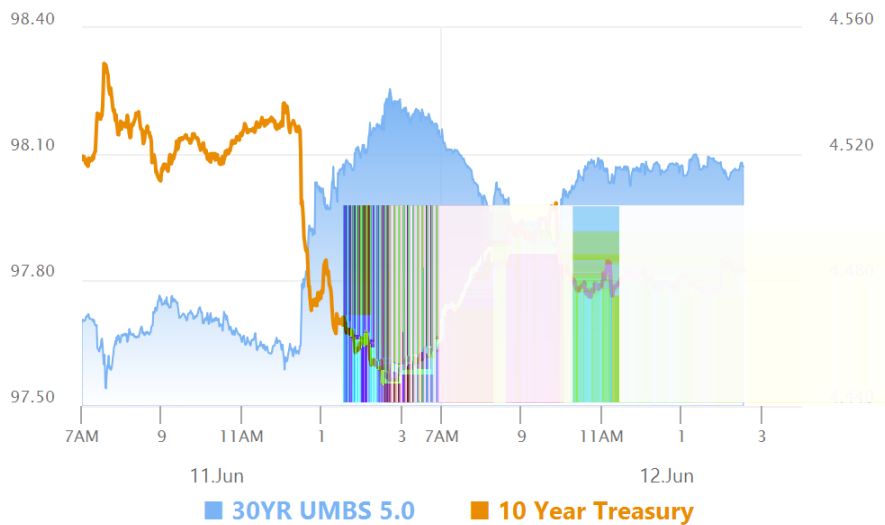 98.40 4.560
98.10 4.520
97.80
97.50
7AM 9 11AM 1 3 7AM 9 11AM 1 3
11.Jun 12.Jun
30YR UMBS 5.0 10 Year Treasury